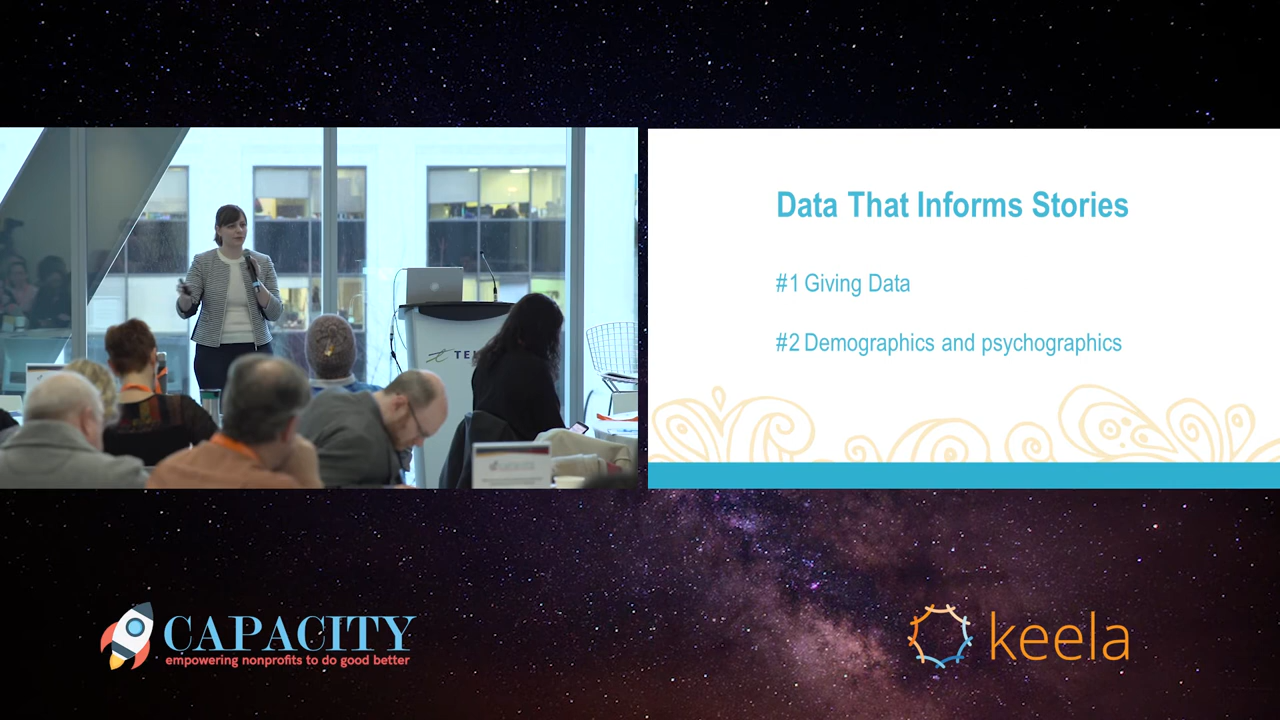 Data That Informs Stories
#1 Giving Data
#2 Demographics and psychographics
CAPACITY
empowering nonprofits to do good better
keela